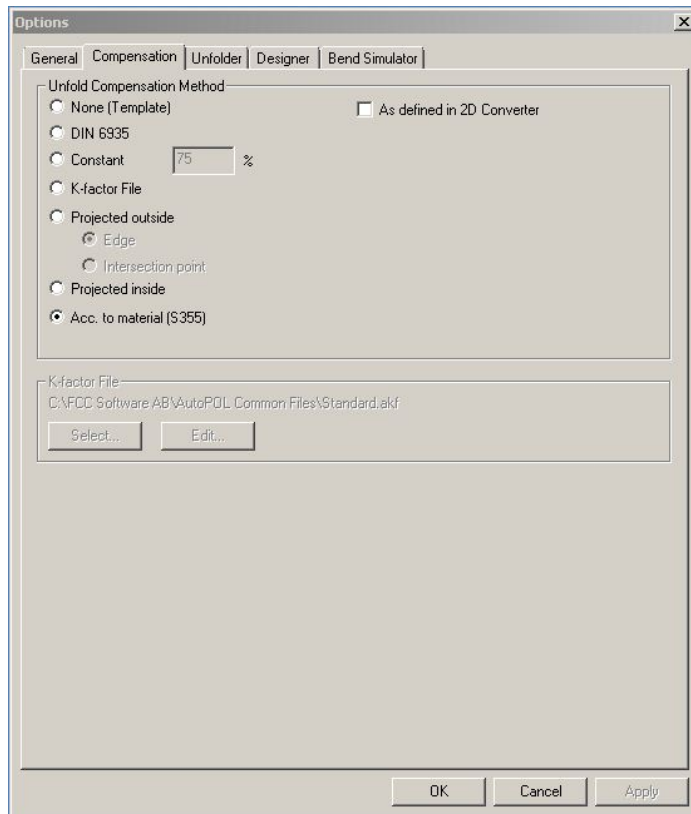 Options
General Compensation Unfolder Designer Bend Simulator
Unfold Compensation Method
None (Template) As defined in 2D Converter
DIN 6935
Constant 75 %
K-factor File
Projected outside
Edge
Intersection point
Projected inside
Acc. to material (S355)
K-factor File
C:\FCC Software AB\AutoPOL Common Files\Standard.akf
Select... Edit...
OK Cancel Apply